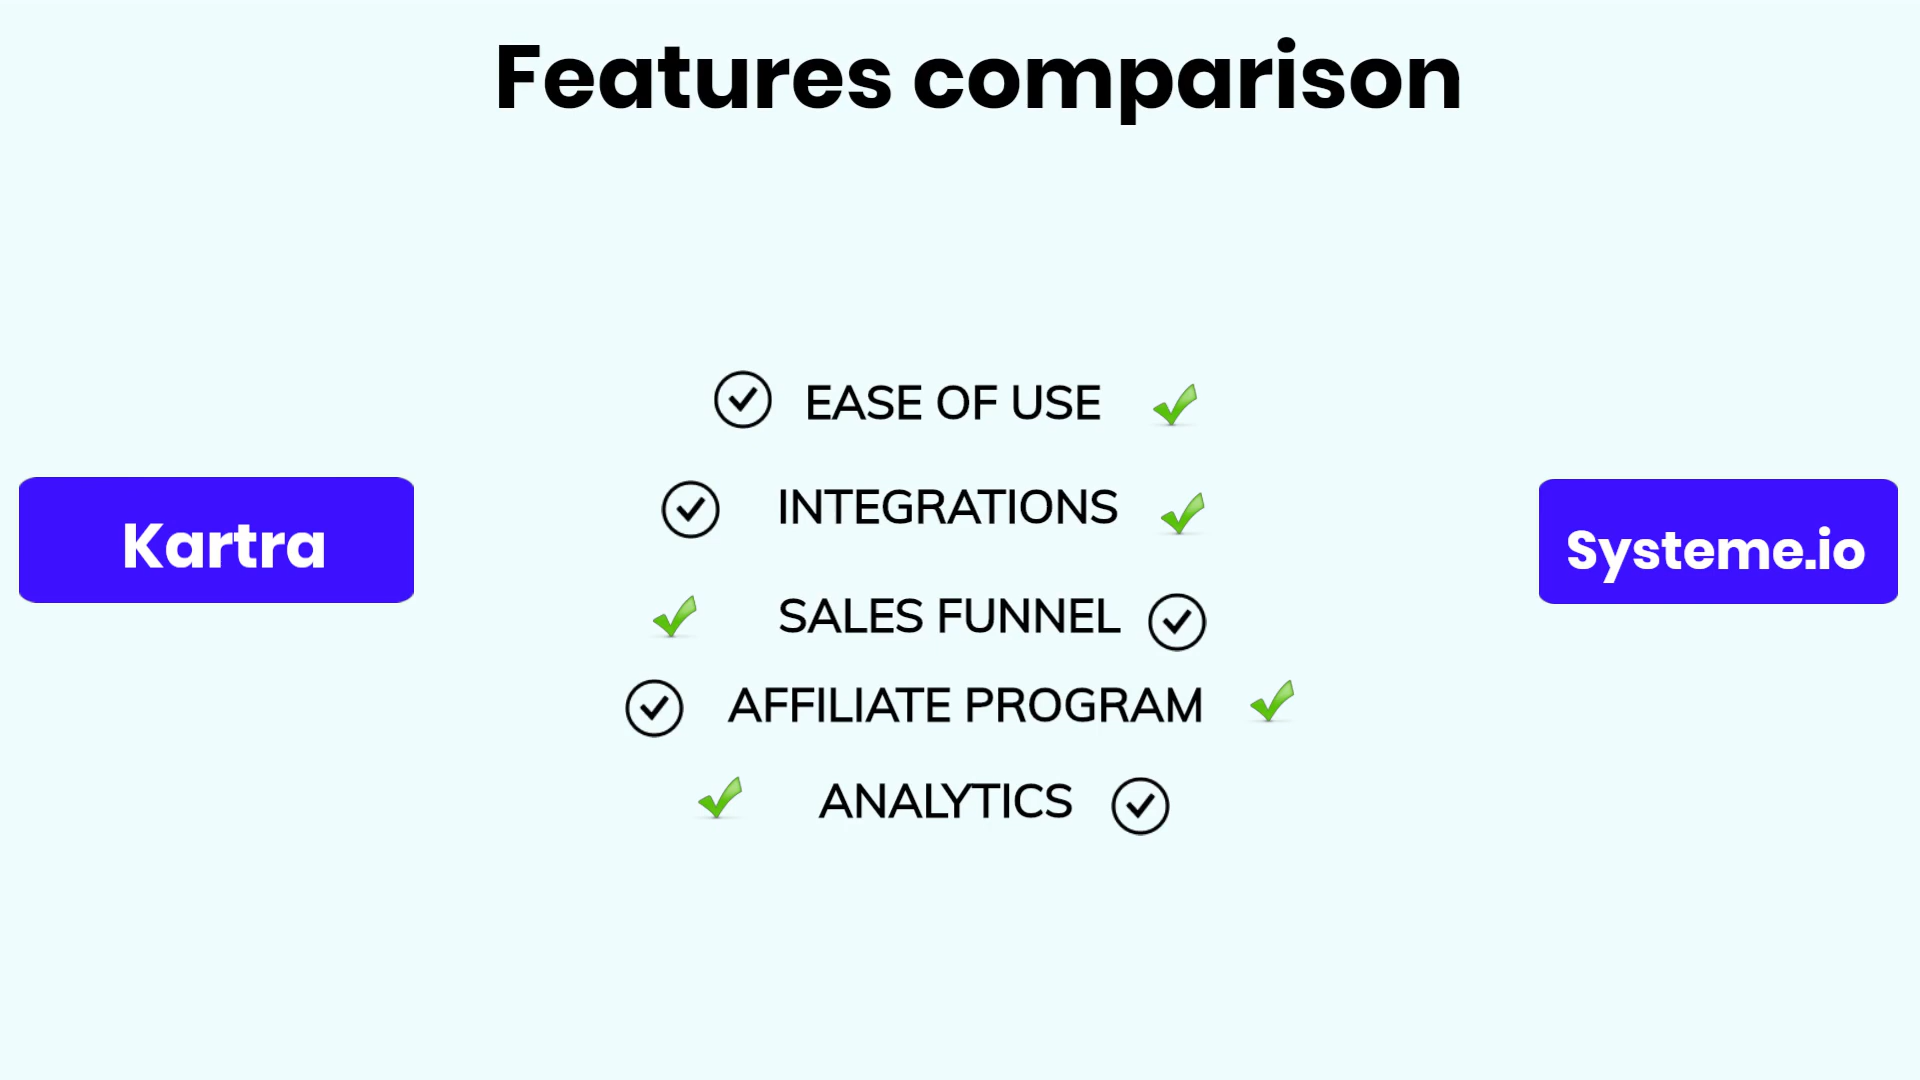 Features comparison
EASE OF USE
INTEGRATIONS
Kartra
Systeme.io
SALES FUNNEL
AFFILIATE PROGRAM
ANALYTICS